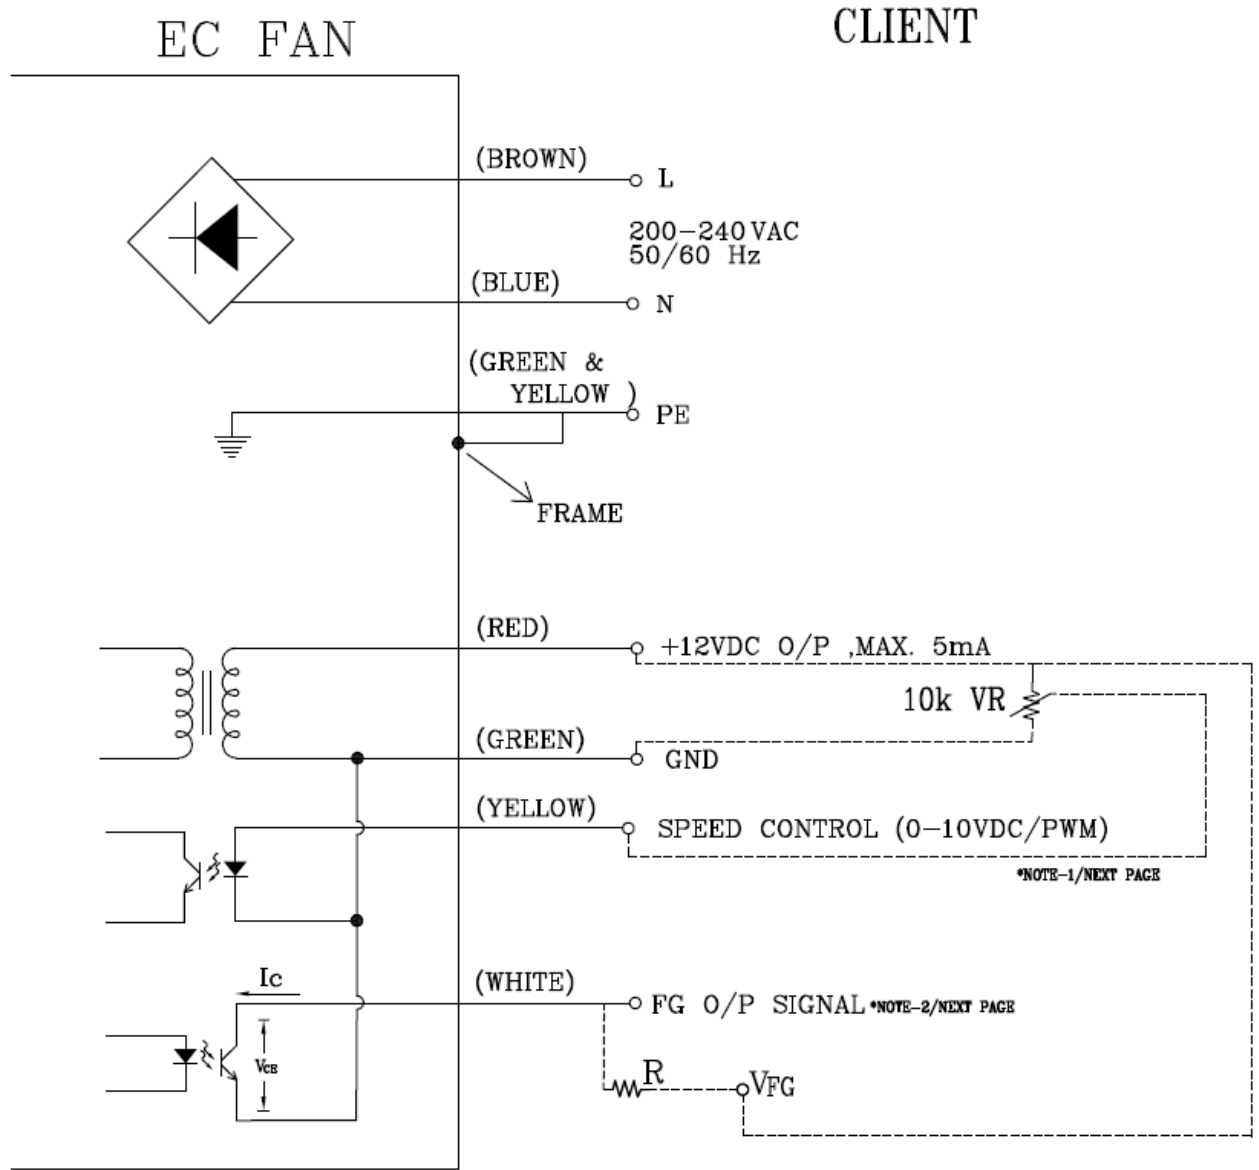 EC FAN
CLIENT
(BROWN)
L
200-240 VAC
50/60 Hz
(BLUE)
N
(GREEN &
YELLOW )
PE
FRAME
(RED)
+12VDC O/P ,MAX. 5mA
10k VR
(GREEN)
GND
(YELLOW)
SPEED CONTROL (0-10VDC/PWM)
*NOTE-1/NEXT PAGE
Ic
(WHITE)
FG O/P SIGNAL *NOTE-2/NEXT PAGE
VCE
R
VFG